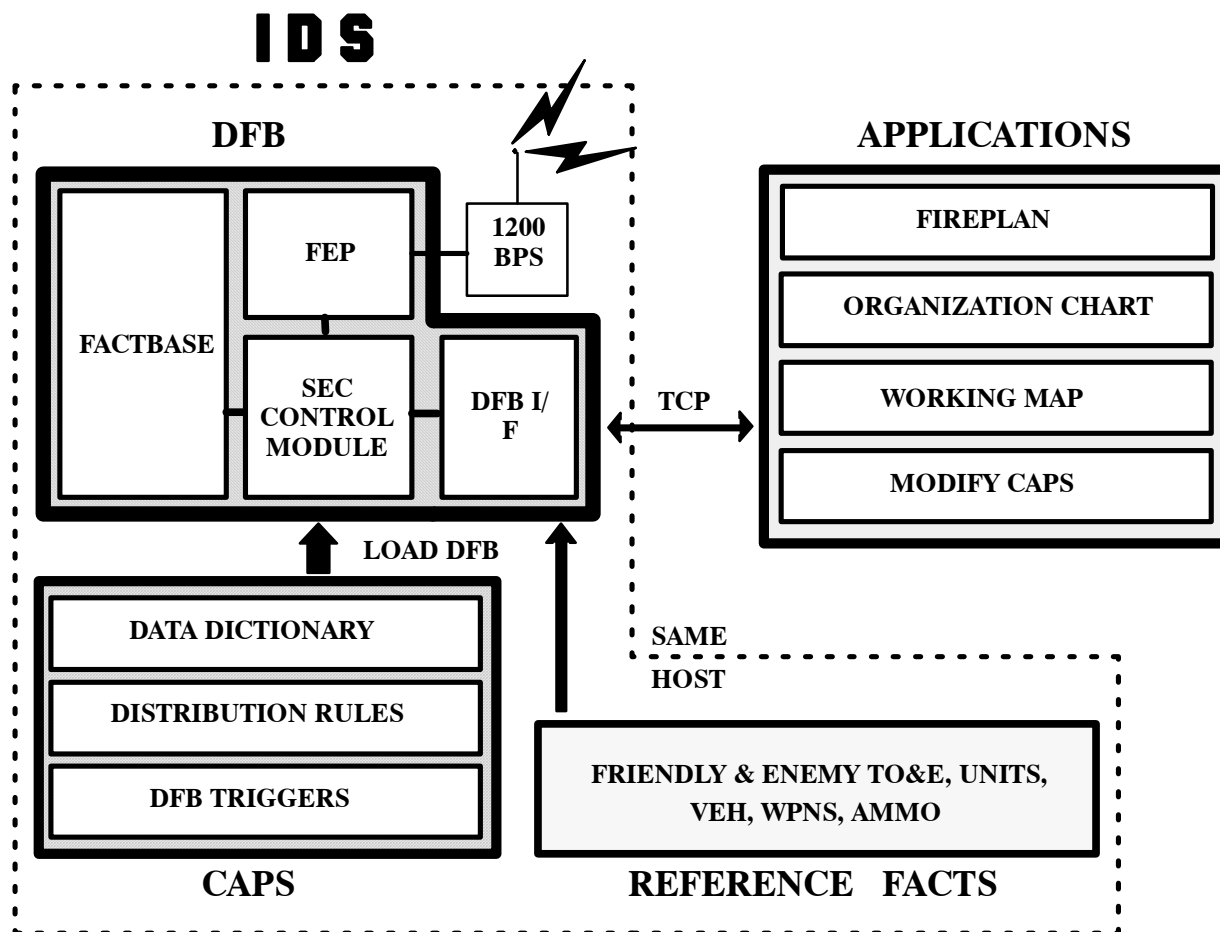 IDS
DFB
FACTBASE
FEP
1200
BPS
SEC
CONTROL
MODULE
DFB I/
F
TCP
APPLICATIONS
FIREPLAN
ORGANIZATION CHART
WORKING MAP
MODIFY CAPS
LOAD DFB
DATA DICTIONARY
DISTRIBUTION RULES
DFB TRIGGERS
CAPS
SAME
HOST
FRIENDLY & ENEMY TO&E, UNITS,
VEH, WPNS, AMMO
REFERENCE FACTS